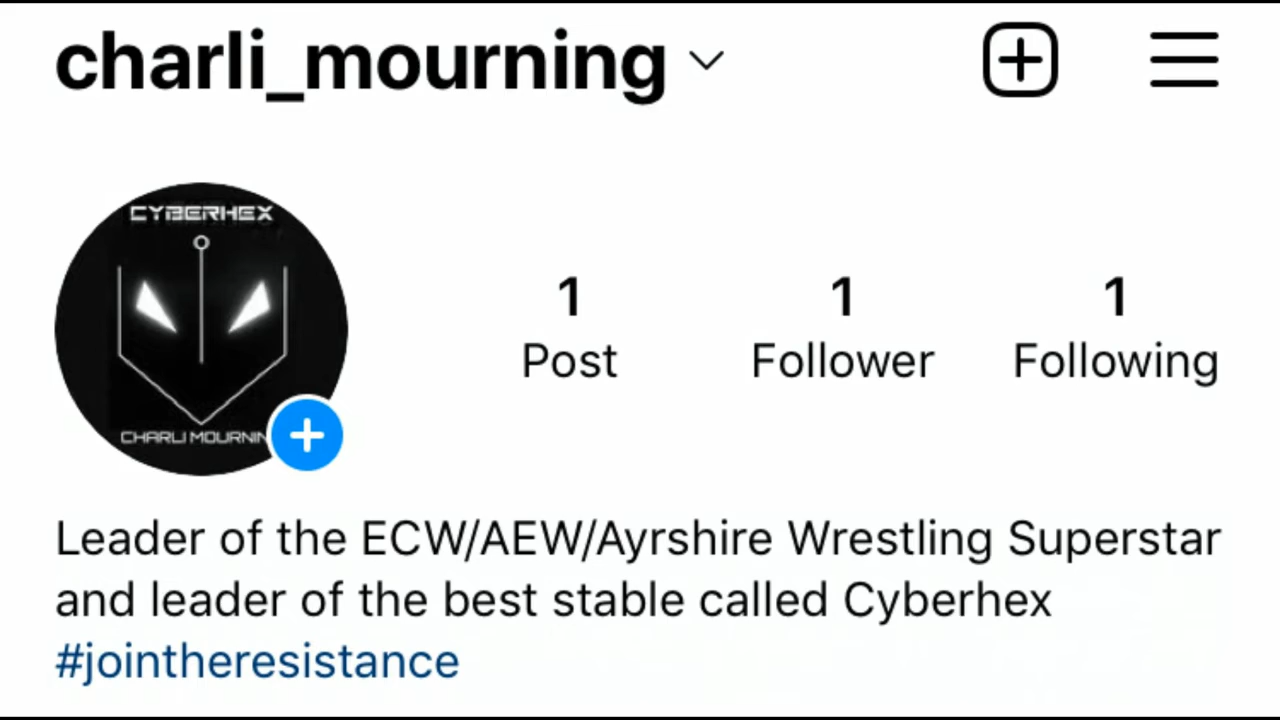 charli_mourning
CYBERHEX
CHARLI
1 1 1
Post Follower Following
Leader of the ECW/AEW/Ayrshire Wrestling Superstar
and leader of the best stable called Cyberhex
#jointheresistance